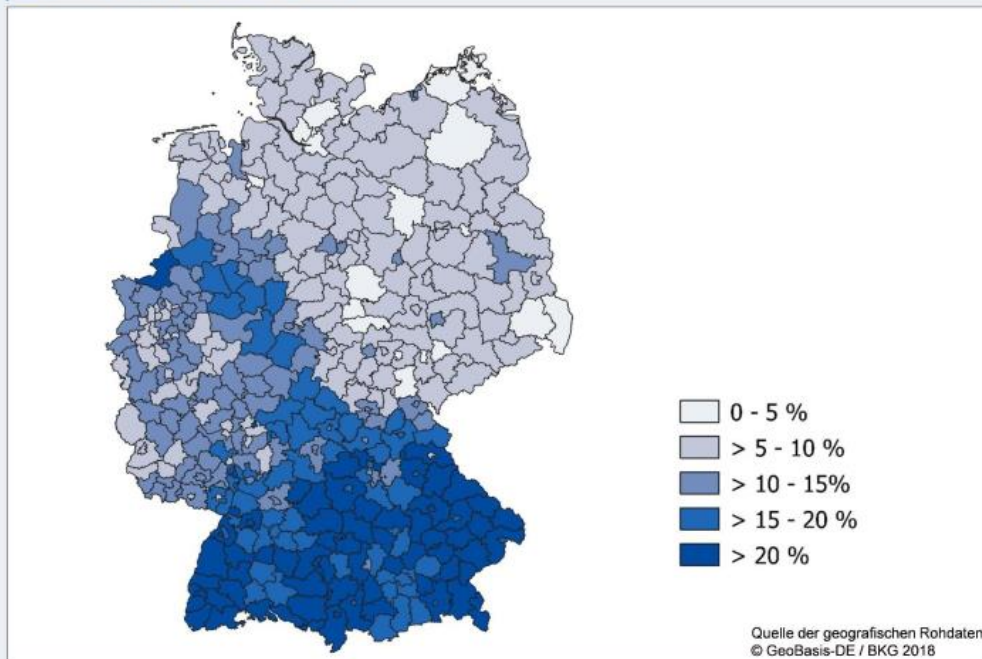 0 - 5 %
> 5 - 10 %
> 10 - 15%
> 15 - 20 %
> 20 %
Quelle der geografischen Rohdaten
© GeoBasis-DE / BKG 2018